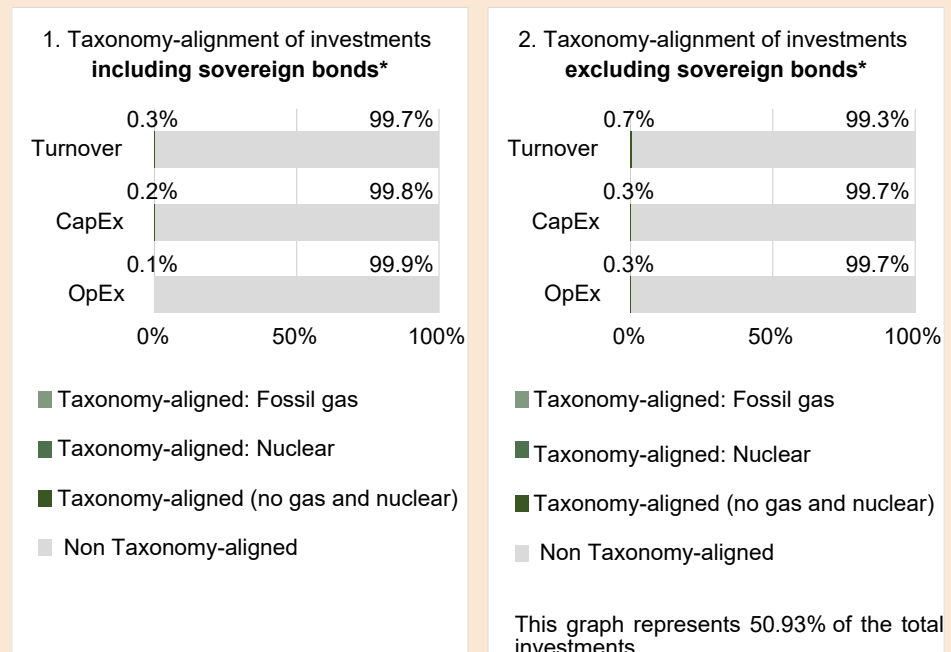 1. Taxonomy-alignment of investments
including sovereign bonds*
0.3% 99.7%
Turnover
0.2% 99.8%
CapEx
0.1% 99.9%
OpEx
0% 50% 100%
Taxonomy-aligned: Fossil gas
Taxonomy-aligned: Nuclear
Taxonomy-aligned (no gas and nuclear)
Non Taxonomy-aligned
2. Taxonomy-alignment of investments
excluding sovereign bonds*
0.7% 99.3%
Turnover
0.3% 99.7%
CapEx
0.3% 99.7%
OpEx
0% 50% 100%
Taxonomy-aligned: Fossil gas
Taxonomy-aligned: Nuclear
Taxonomy-aligned (no gas and nuclear)
Non Taxonomy-aligned
This graph represents 50.93% of the total
investments